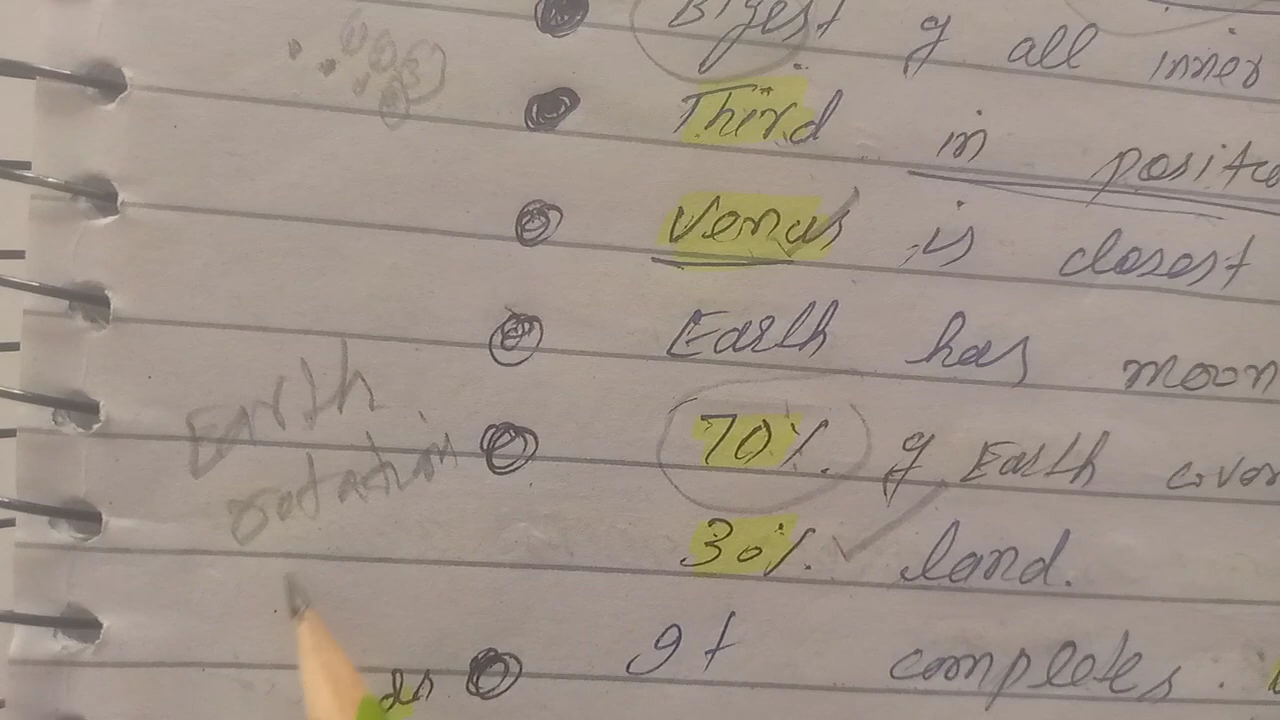 Bigest of all inner
Third in positio
Venus is closest
Earth has moon
70% of Earth cover
30% land.
It completes.
Earth
rotation